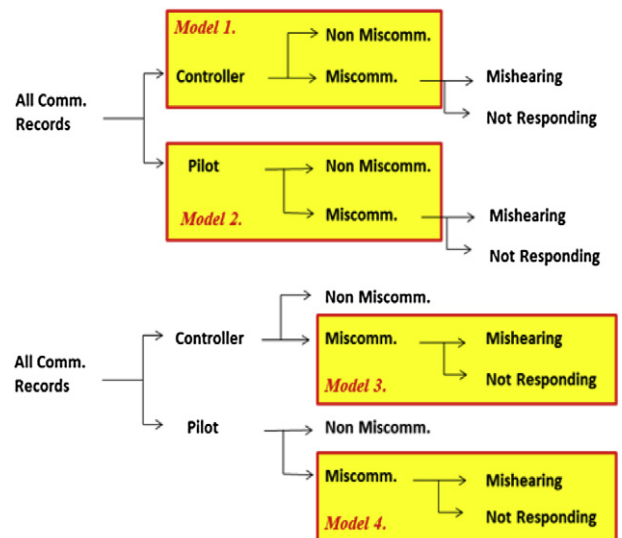 Model 1.
Non Miscomm.
Controller
Miscomm.
Mishearing
All Comm.
Records
Not Responding
Pilot
Non Miscomm.
Model 2.
Miscomm.
Mishearing
Not Responding
Non Miscomm.
Controller
Miscomm.
Mishearing
All Comm.
Records
Model 3.
Not Responding
Pilot
Non Miscomm.
Miscomm.
Mishearing
Model 4.
Not Responding